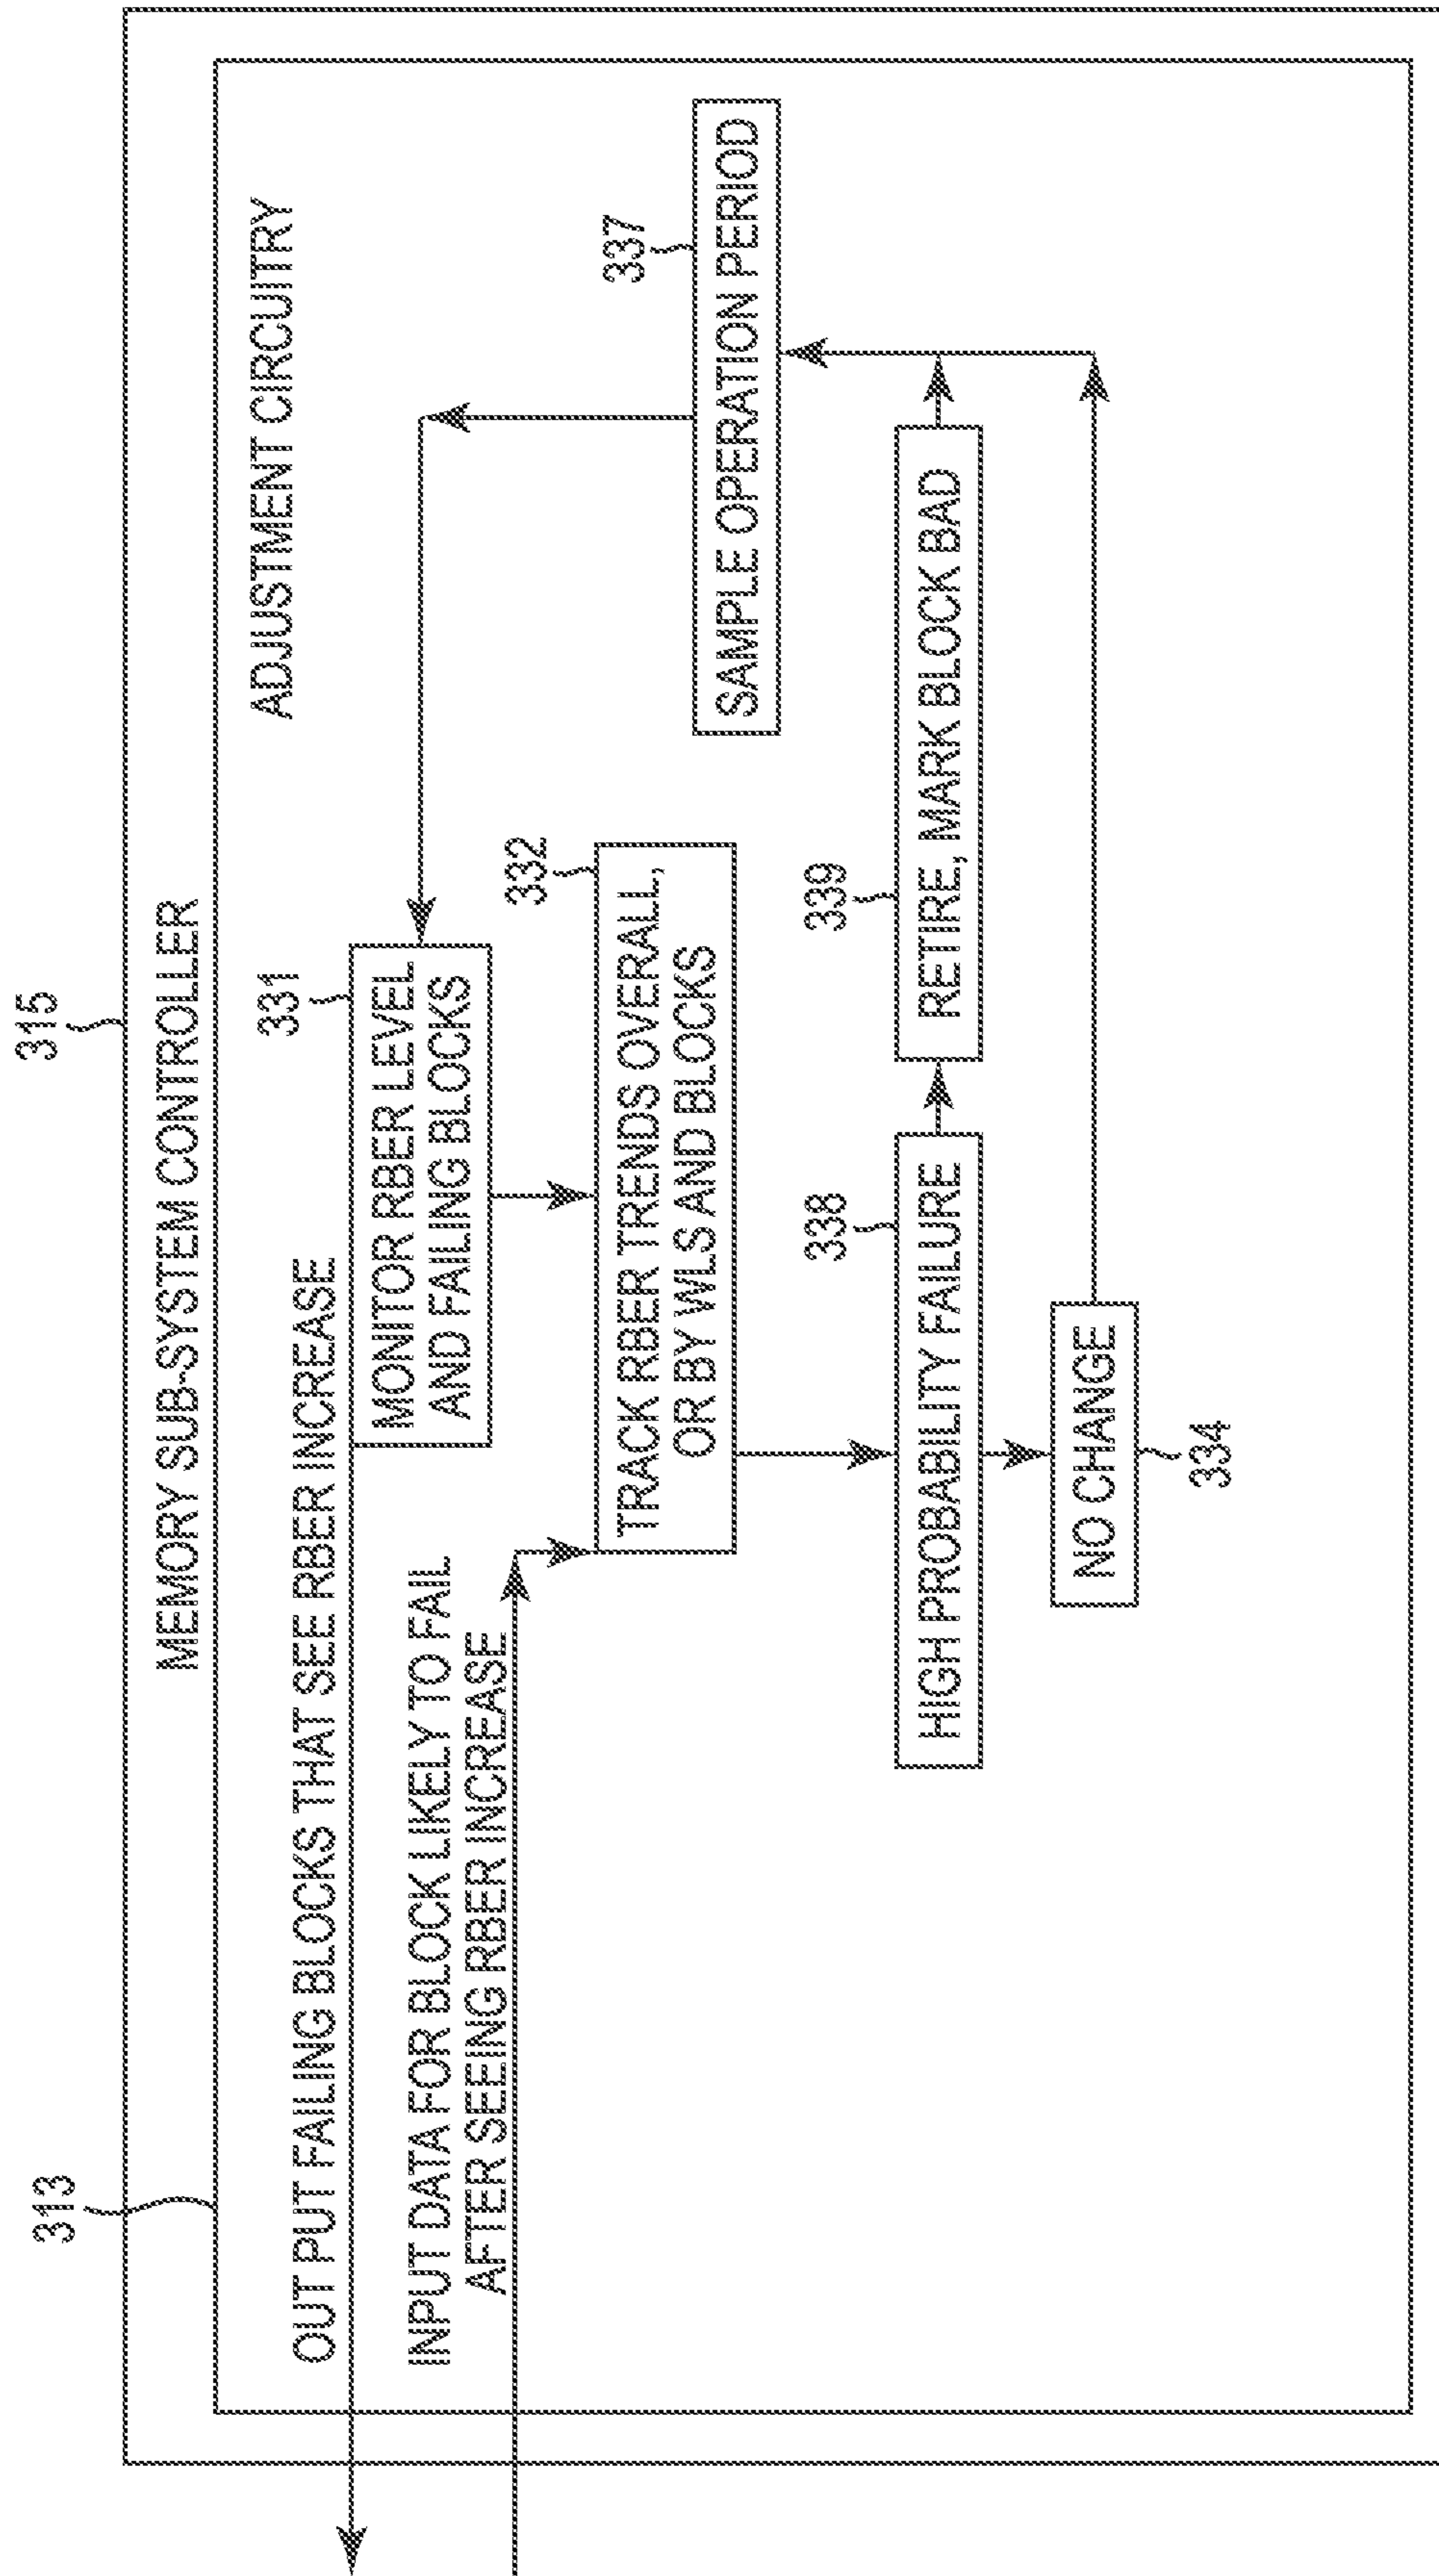 315
MEMORY SUB-SYSTEM CONTROLLER
313
ADJUSTMENT CIRCUITRY
OUT PUT FAILING BLOCKS THAT SEE RBER INCREASE
331
MONITOR RBER LEVEL
AND FAILING BLOCKS
INPUT DATA FOR BLOCK LIKELY TO FAIL
AFTER SEEING RBER INCREASE
332
TRACK RBER TRENDS OVERALL,
OR BY WLS AND BLOCKS
337
SAMPLE OPERATION PERIOD
338
HIGH PROBABILITY FAILURE
339
RETIRE, MARK BLOCK BAD
NO CHANGE
334